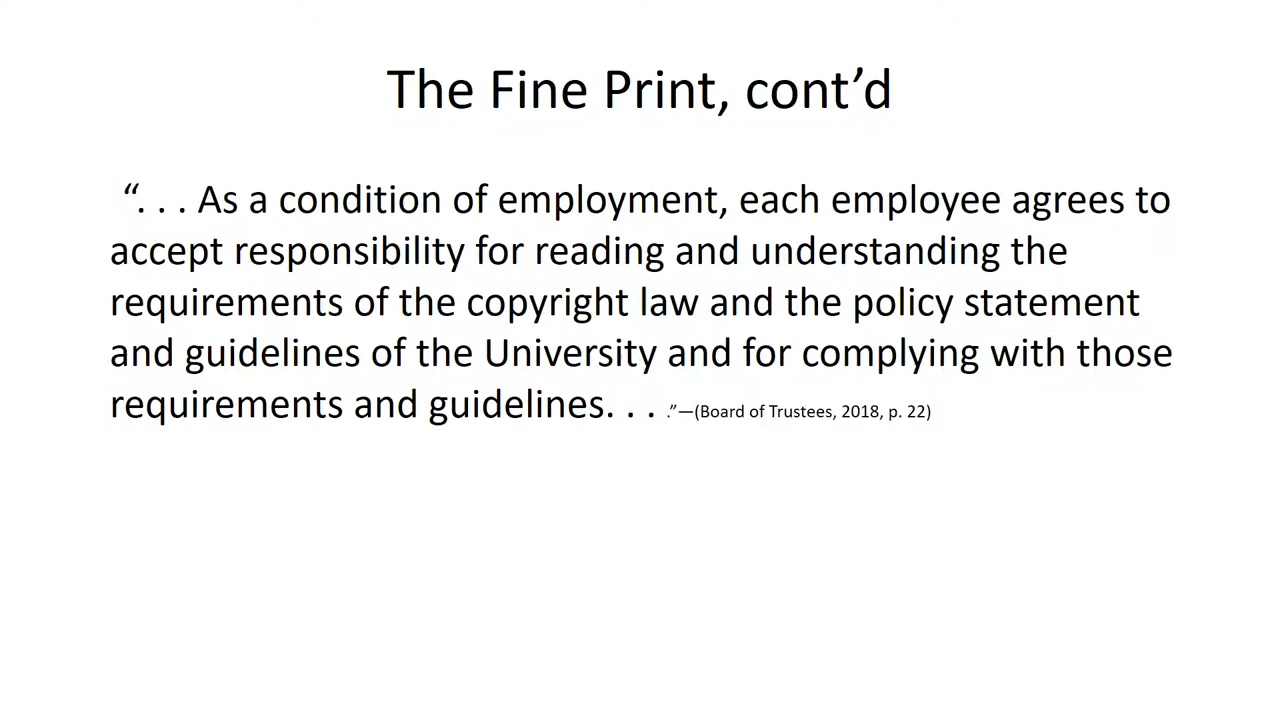 The Fine Print, cont’d
“. . . As a condition of employment, each employee agrees to
accept responsibility for reading and understanding the
requirements of the copyright law and the policy statement
and guidelines of the University and for complying with those
requirements and guidelines. . . .”—(Board of Trustees, 2018, p. 22)